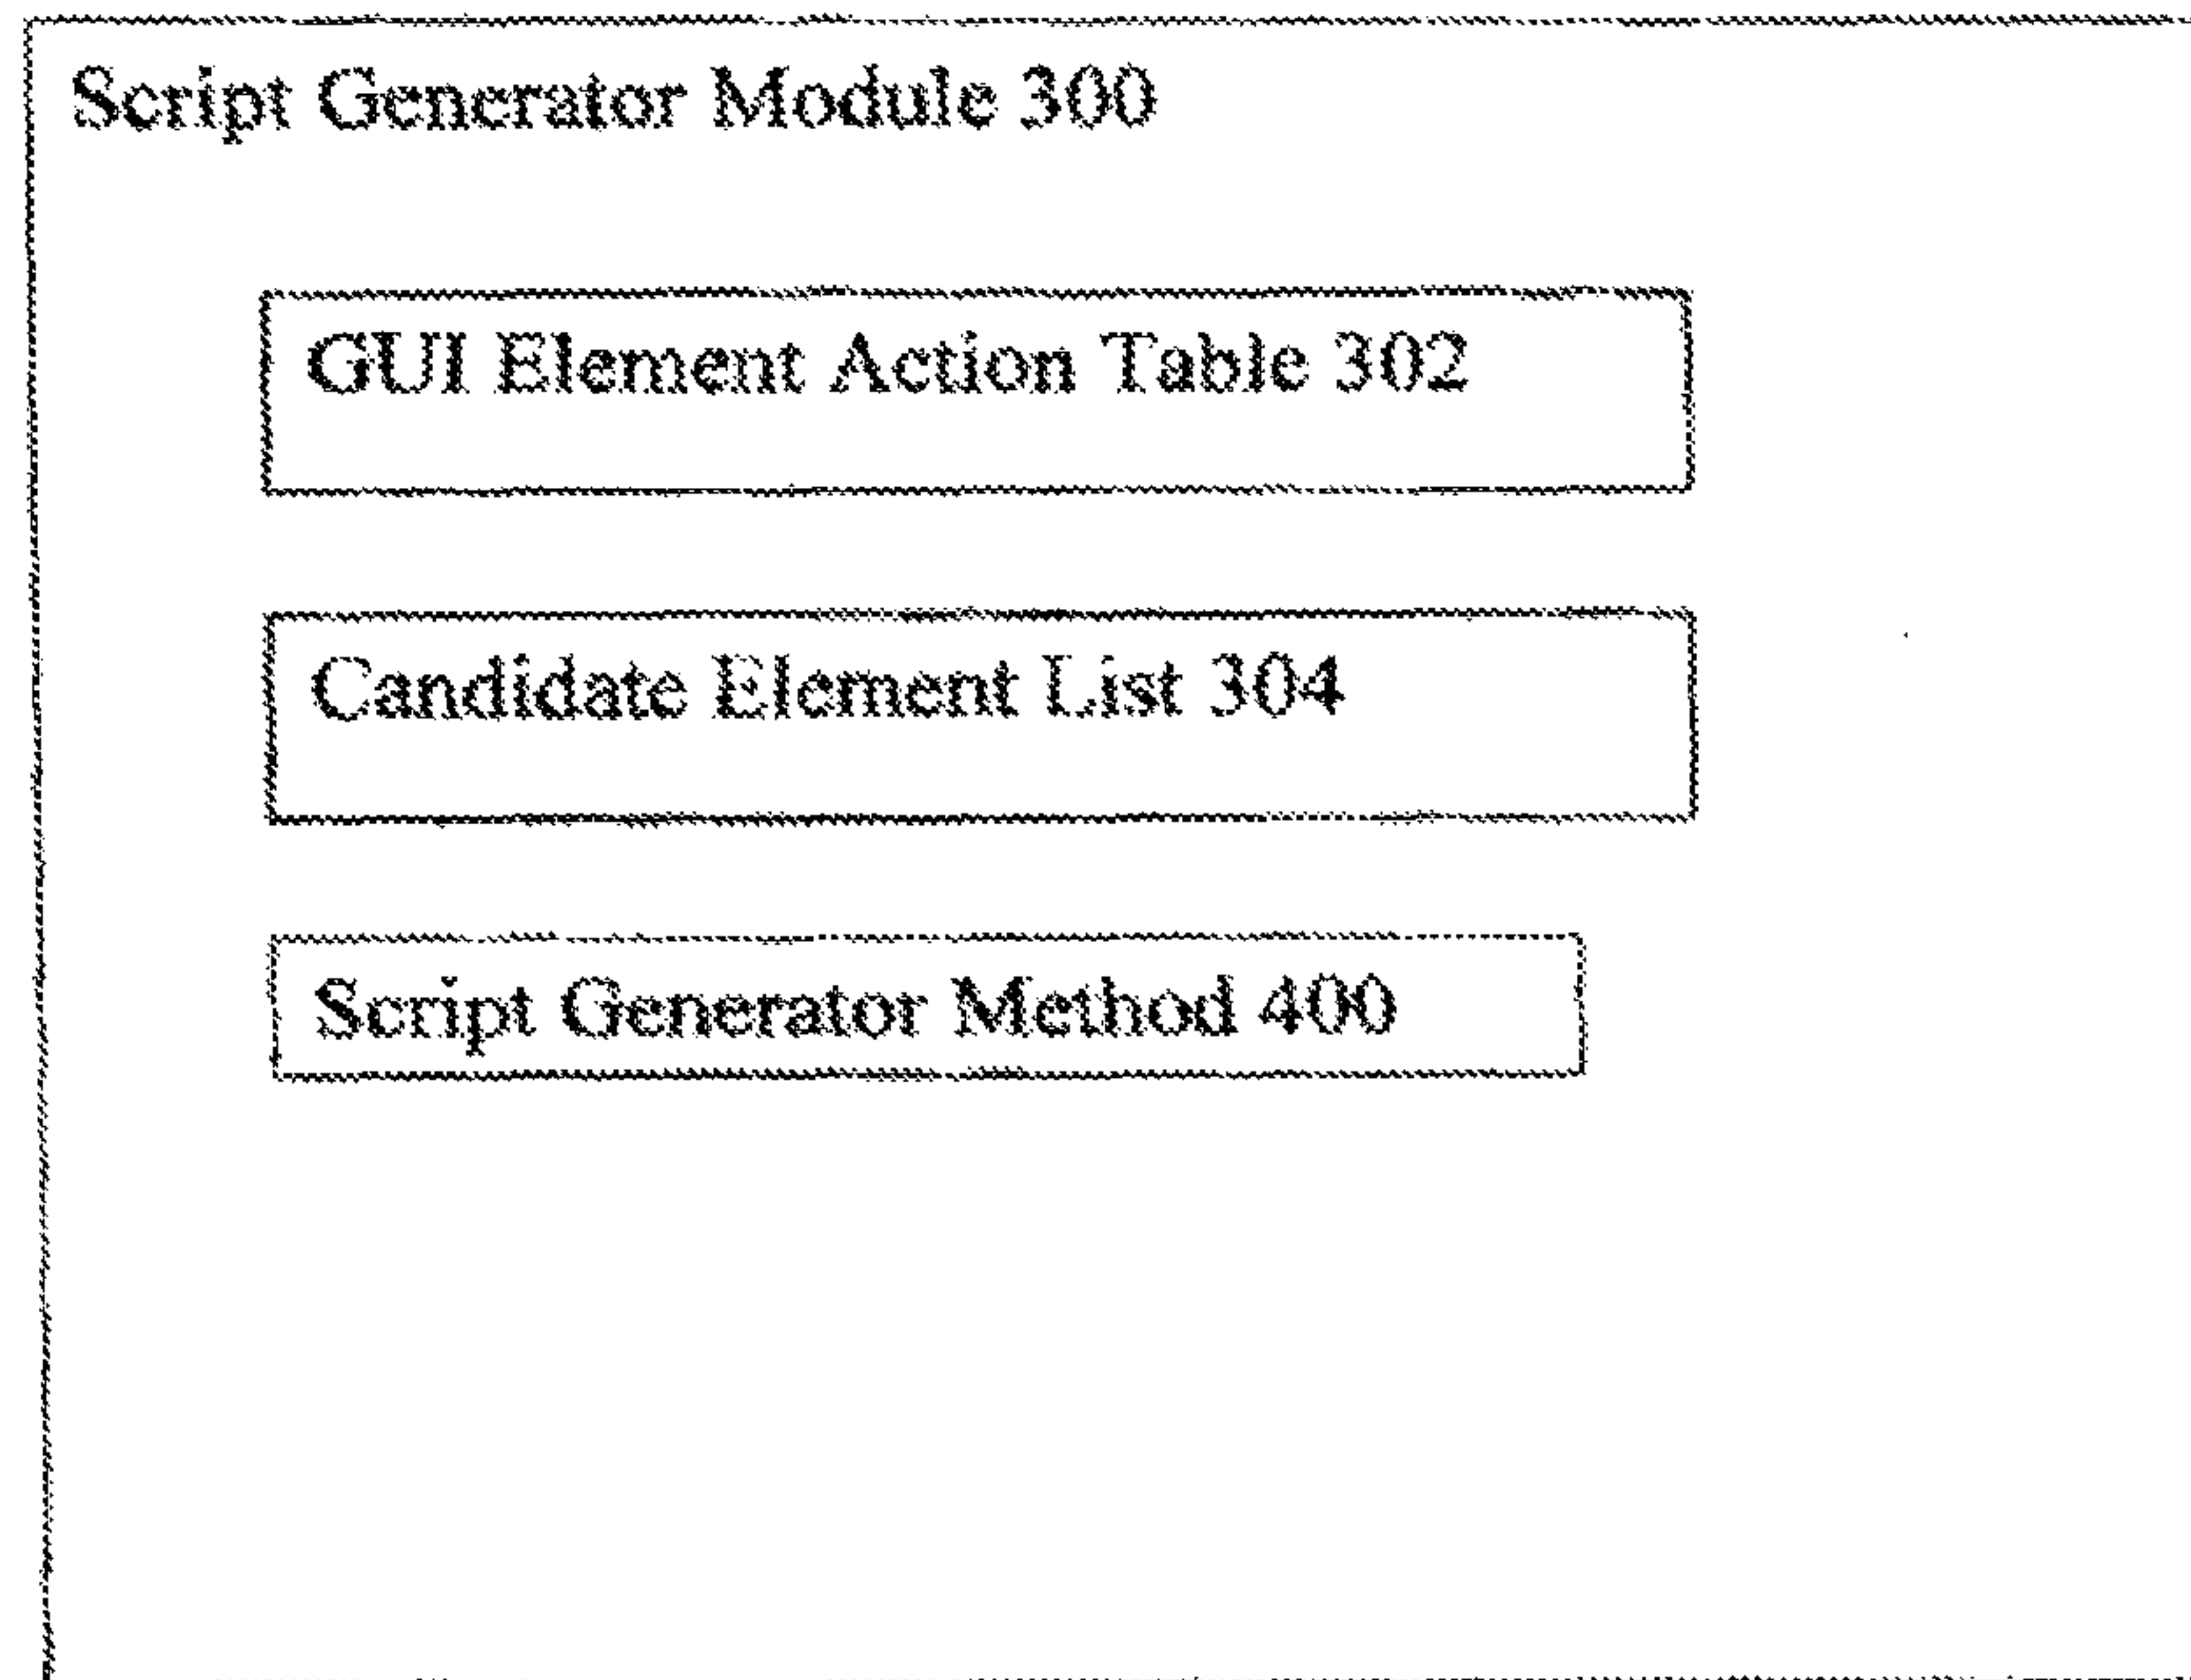 Script Generator Module 300
GUI Element Action Table 302
Candidate Element List 304
Script Generator Method 400